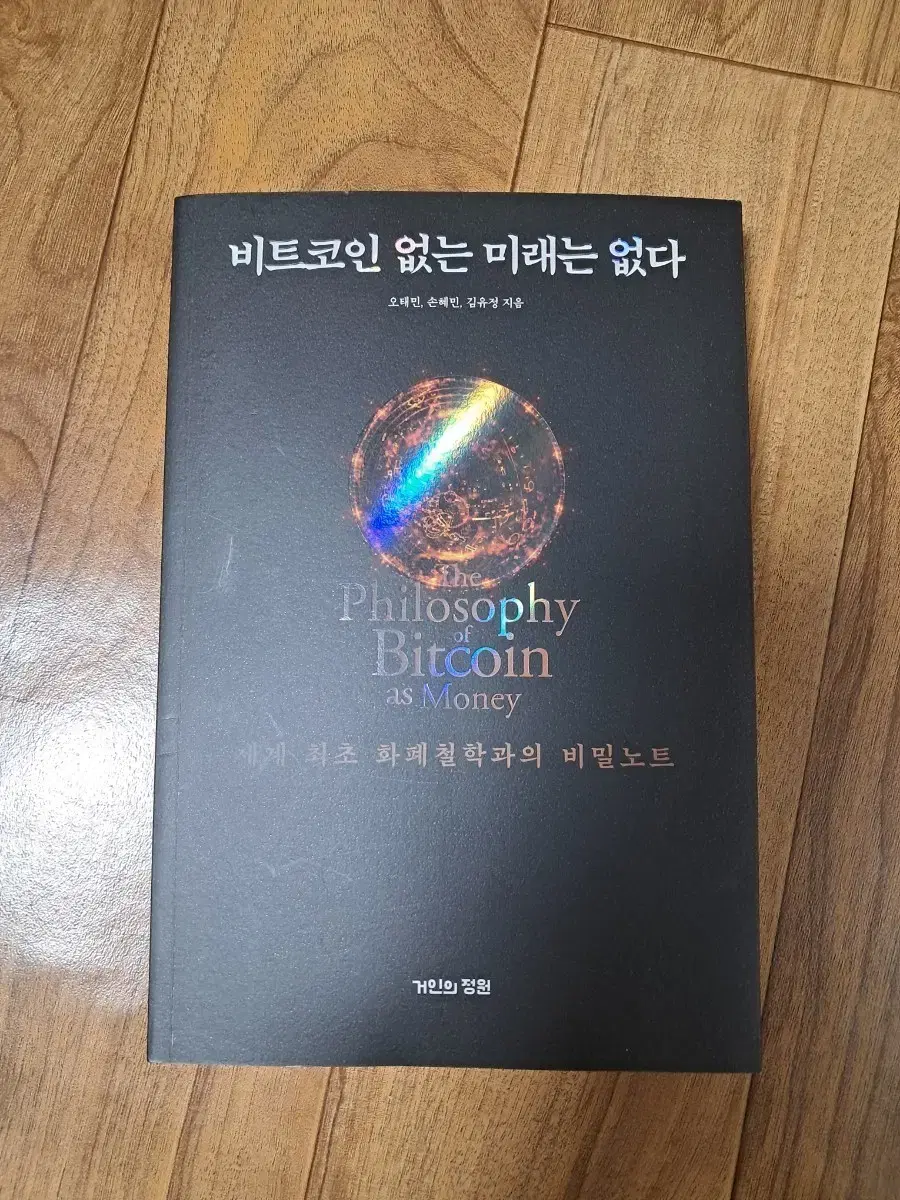 비트코인 없는 미래는 없다
오태민, 손혜민, 김유정 지음
The
Philosophy
of
Bitcoin
as Money
세계 최초 화폐철학과의 비밀노트
거인의 정원